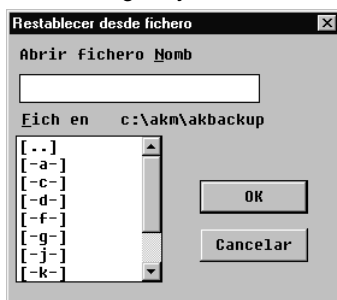 Restablecer desde fichero
Abrir fichero Nomb
Fich en c:\akm\akbackup
[..]
[-a-]
[-c-]
[-d-]
[-f-]
[-g-]
[-j-]
[-k-]
OK
Cancelar